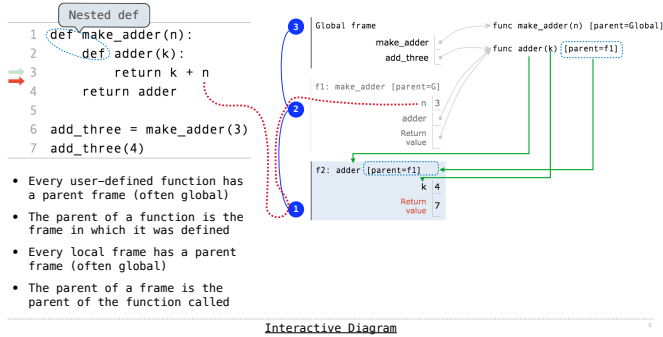 Nested def
1 def make_adder(n):
2 def adder(k):
3 return k + n
4 return adder
5
6 add_three = make_adder(3)
7 add_three(4)
• Every user-defined function has
a parent frame (often global)
• The parent of a function is the
frame in which it was defined
• Every local frame has a parent
frame (often global)
• The parent of a frame is the
parent of the function called
3
Global frame
make_adder
add_three
func make_adder(n) [parent=Global]
func adder(k) [parent=f1]
f1: make_adder [parent=G]
2
n 3
adder
Return
value
f2: adder [parent=f1]
k 4
1
Return
value 7
Interactive Diagram